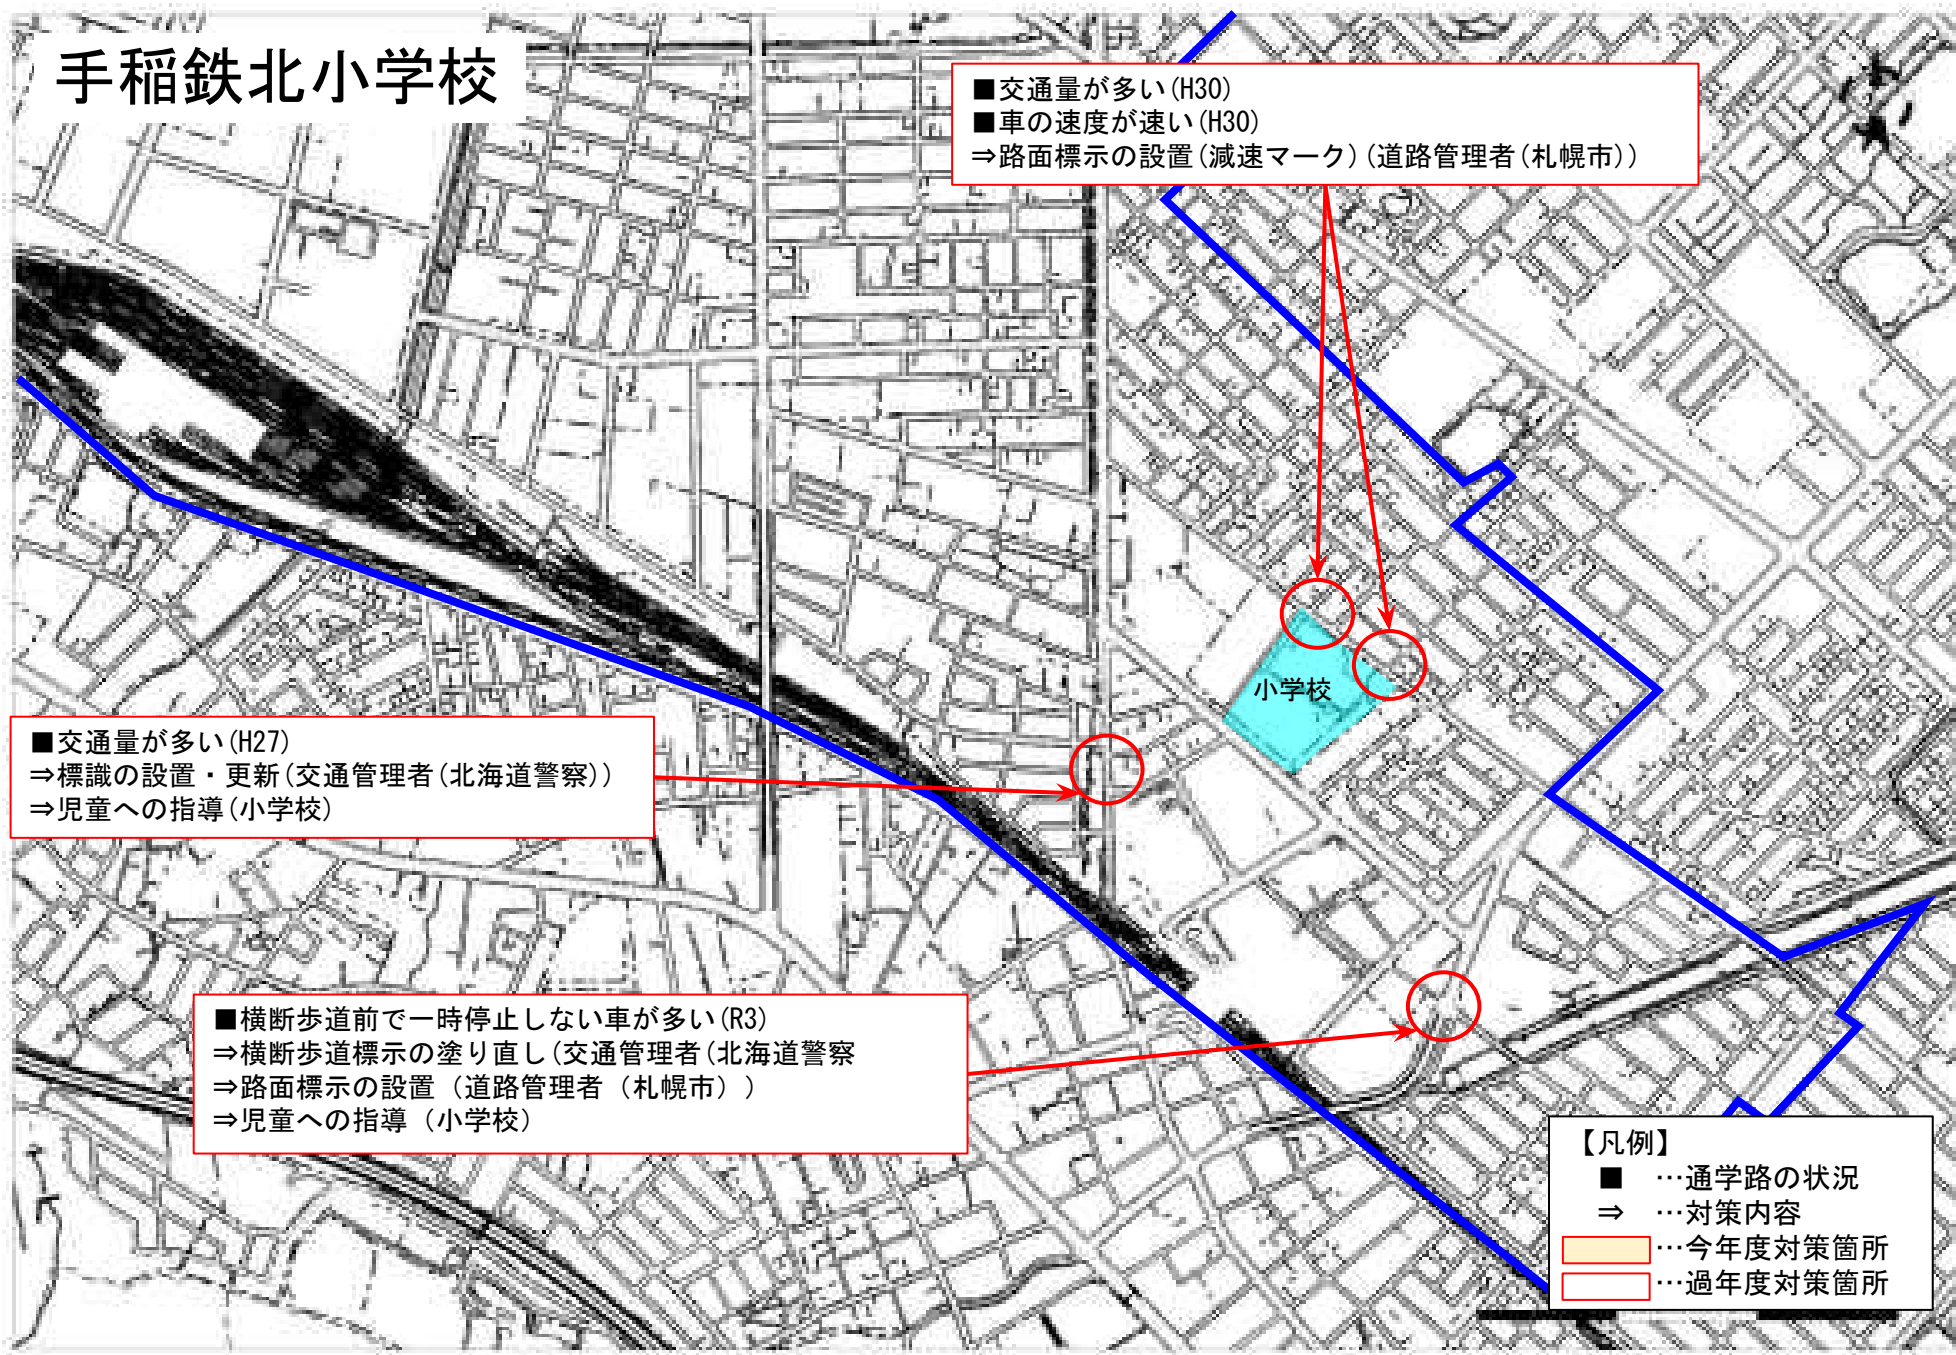 手稲鉄北小学校
■交通量が多い(H30)
■車の速度が速い(H30)
⇒路面標示の設置(減速マーク)(道路管理者(札幌市))
小学校
■交通量が多い(H27)
⇒標識の設置・更新(交通管理者(北海道警察))
⇒児童への指導(小学校)
■横断歩道前で一時停止しない車が多い(R3)
⇒横断歩道標示の塗り直し(交通管理者(北海道警察
⇒路面標示の設置（道路管理者（札幌市））
⇒児童への指導（小学校）
【凡例】
■ …通学路の状況
⇒ …対策内容
…今年度対策箇所
…過年度対策箇所